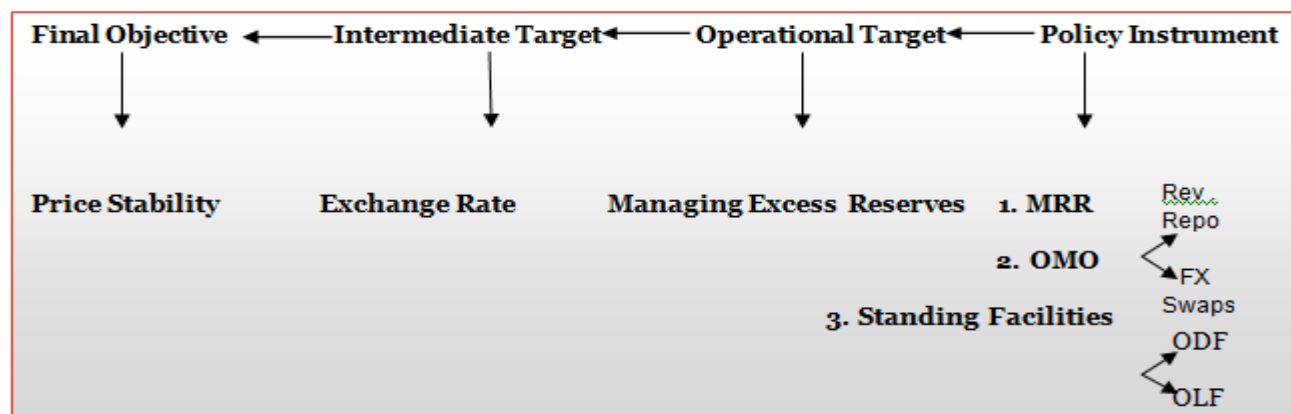 Final Objective Intermediate Target Operational Target Policy Instrument
Price Stability Exchange Rate Managing Excess Reserves 1. MRR
Rev.
Repo
2. OMO
FX
Swaps
3. Standing Facilities
ODF
OLF